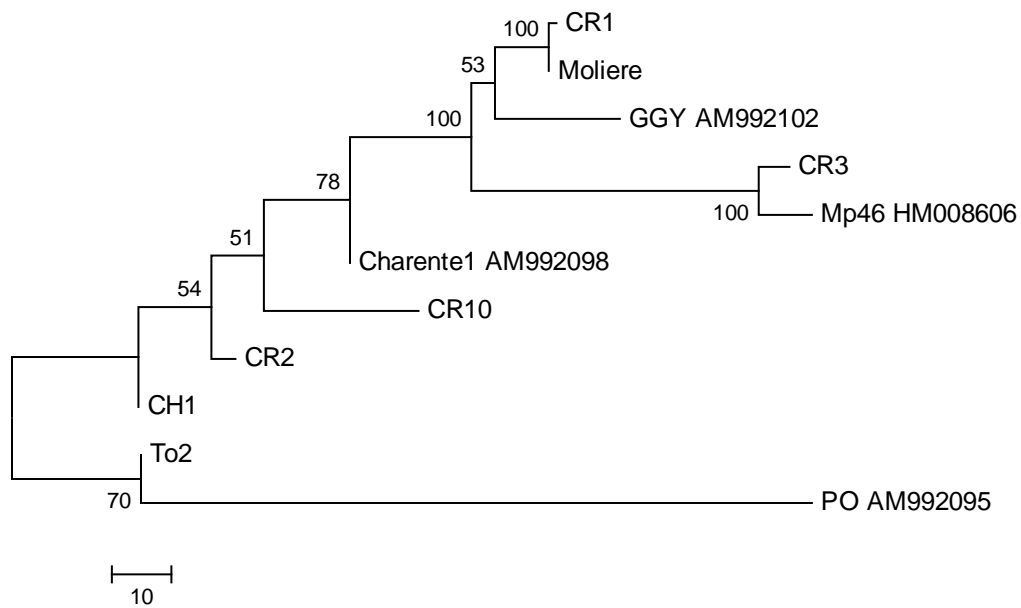 CR1
100
Moliere
53
GGY AM992102
100
CR3
78
100
Mp46 HM008606
51
Charente1 AM992098
54
CR10
CR2
CH1
To2
70
PO AM992095
10